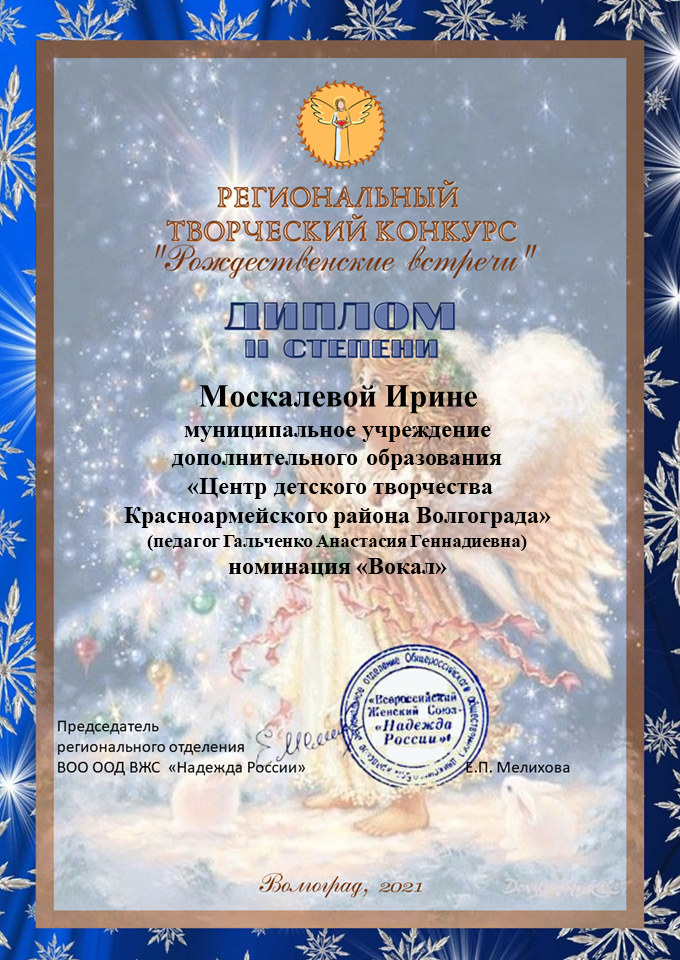 РЕГИОНАЛЬНЫЙ
ТВОРЧЕСКИЙ КОНКУРС
"Рождественские встречи"
ДИПЛОМ
II СТЕПЕНИ
Москалевой Ирине
муниципальное учреждение
дополнительного образования
«Центр детского творчества
Красноармейского района Волгограда»
(педагог Гальченко Анастасия Геннадиевна)
номинация «Вокал»
отделение Общероссийского
«Всероссийский
Женский Союз-
«Надежда
России»
Председатель
регионального отделения
ВОО ООД ВЖС «Надежда России»
Е.П. Мелихова
Волгоград, 2021